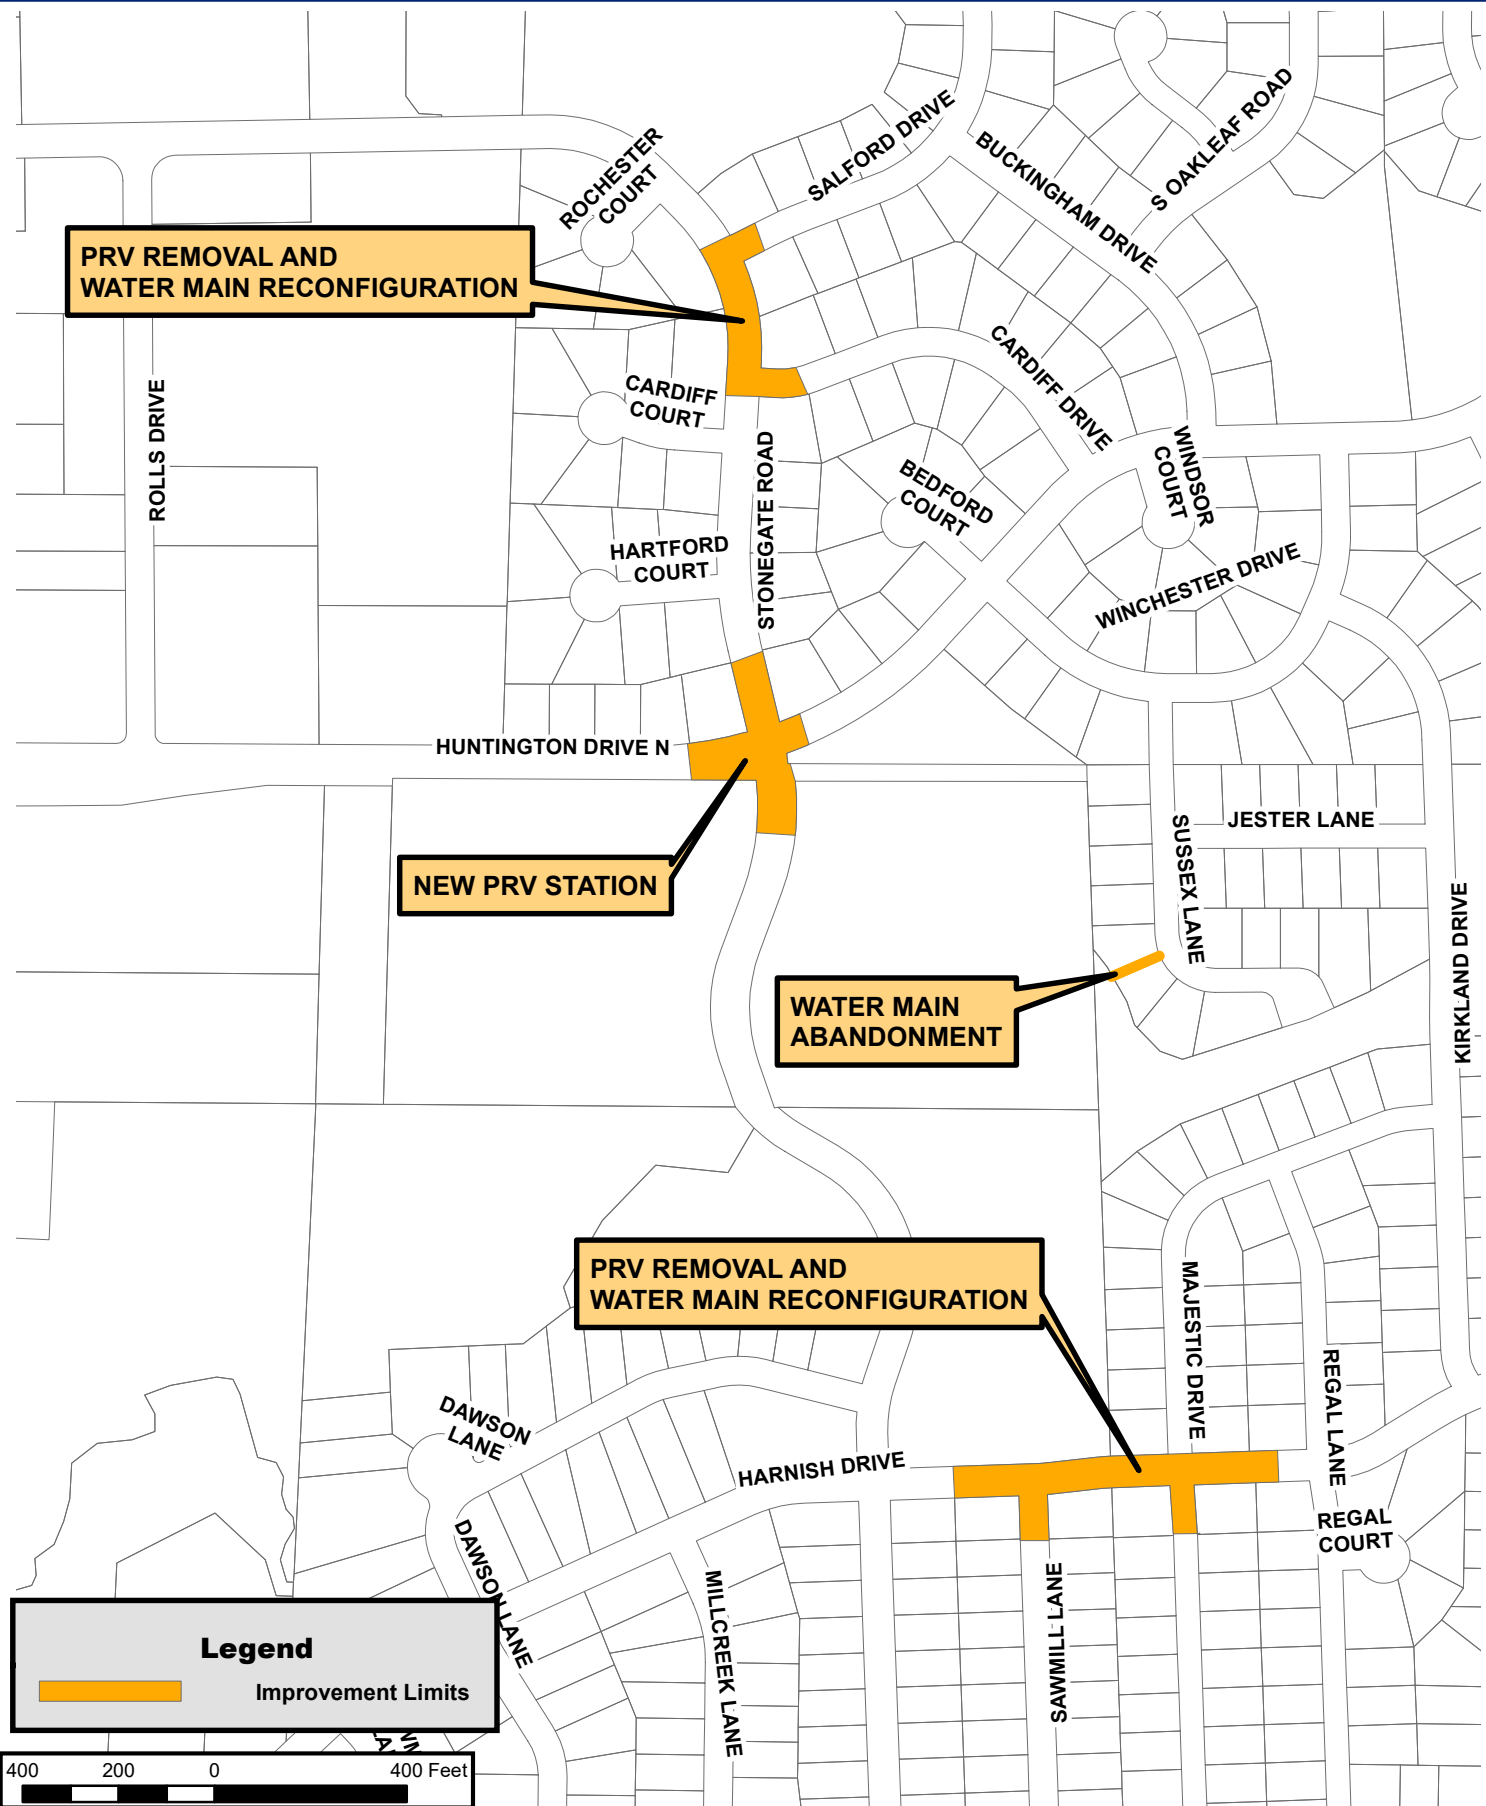 ROCHESTER
COURT
SALFORD DRIVE
BUCKINGHAM DRIVE
S OAKLEAF ROAD
PRV REMOVAL AND
WATER MAIN RECONFIGURATION
ROLLS DRIVE
CARDIFF
COURT
CARDIFF DRIVE
STONEGATE ROAD
BEDFORD
COURT
WINDSOR
COURT
HARTFORD
COURT
WINCHESTER DRIVE
HUNTINGTON DRIVE N
NEW PRV STATION
SUSSEX LANE
JESTER LANE
KIRKLAND DRIVE
WATER MAIN
ABANDONMENT
PRV REMOVAL AND
WATER MAIN RECONFIGURATION
MAJESTIC DRIVE
REGAL LANE
DAWSON
LANE
HARNISH DRIVE
REGAL
COURT
DAWSON LANE
MILLCREEK LANE
SAWMILL LANE
Legend
Improvement Limits
400 200 0 400 Feet